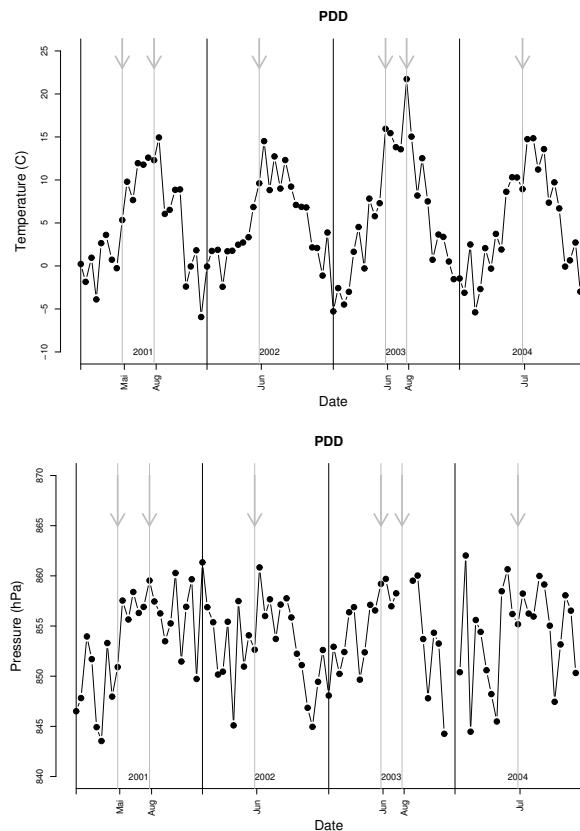 PDD
Temperature (C)
25
20
15
10
5
0
−5
−10
2001
2002
2003
2004
Mai
Aug
Jun
Jun
Aug
Jul
Date
PDD
Pressure (hPa)
870
865
860
855
850
845
840
2001
2002
2003
2004
Mai
Aug
Jun
Jun
Aug
Jul
Date